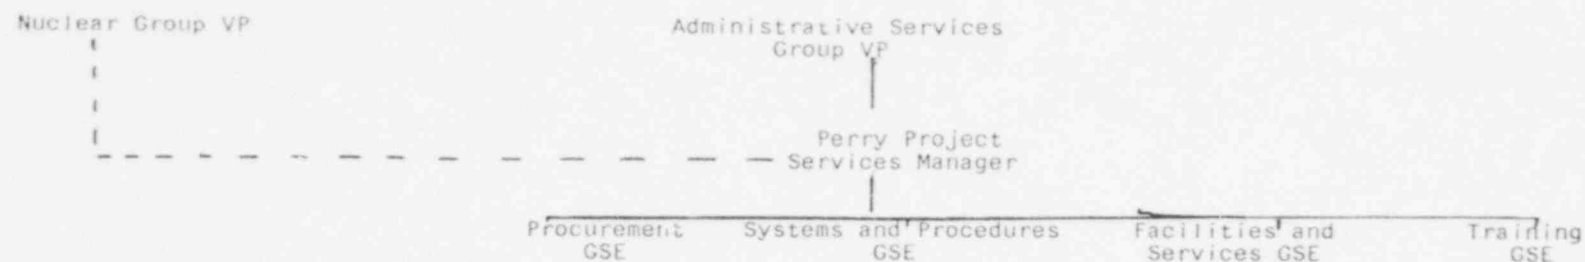 Nuclear Group VP
Administrative Services
Group VP
Perry Project
Services Manager
Procurement
GSE
Systems and Procedures
GSE
Facilities and
Services GSE
Training
GSE